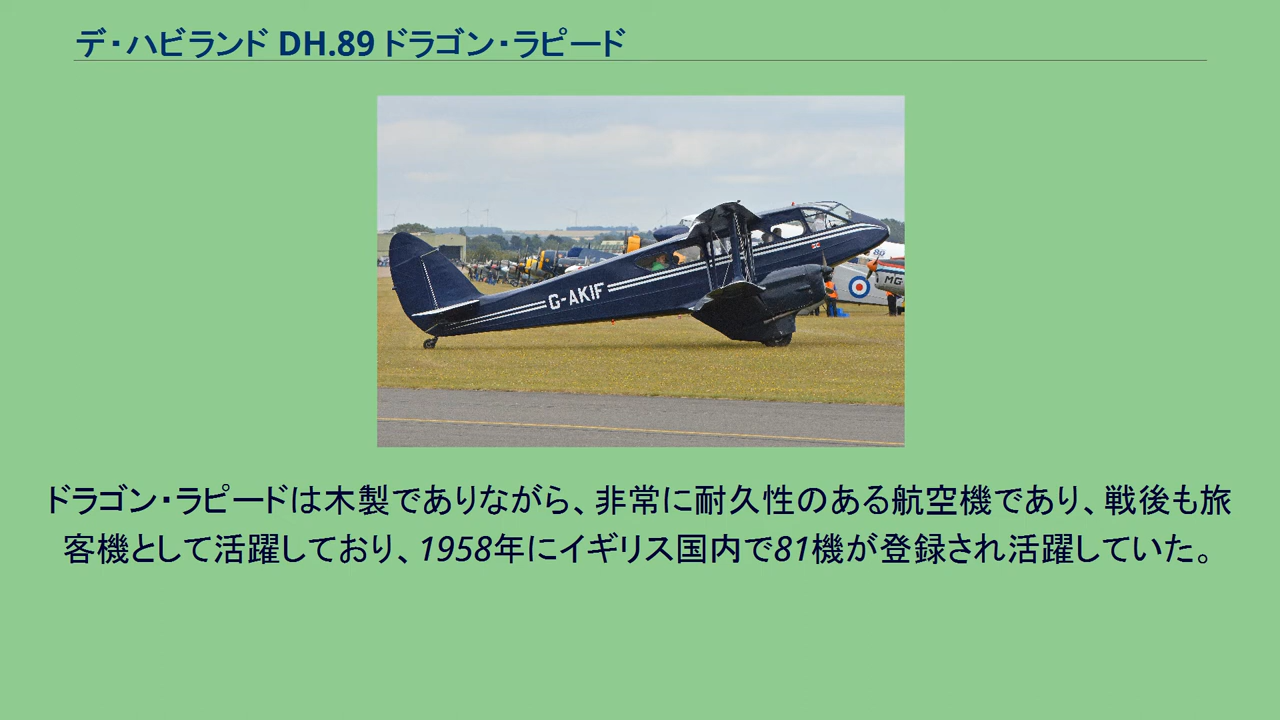 デ・ハビランド DH.89 ドラゴン・ラピード
G-AKIF
80
MG
ドラゴン・ラピードは木製でありながら、非常に耐久性のある航空機であり、戦後も旅
客機として活躍しており、1958年にイギリス国内で81機が登録され活躍していた。